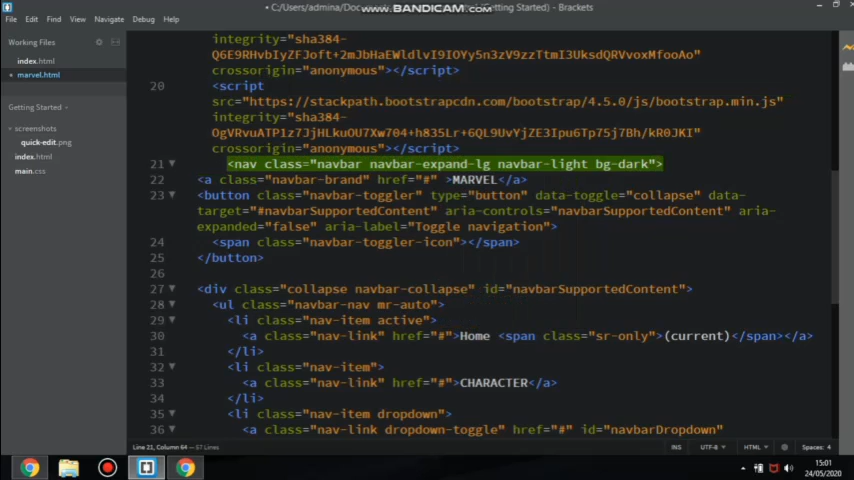 • C:/Users/admina/Docum
www.BANDICAM.com
(Getting Started) - Brackets
File Edit Find View Navigate Debug Help
Working Files
index.html
• marvel.html
Getting Started
screenshots
quick-edit.png
index.html
main.css
integrity="sha384-
Q6E9RHvbIyZFJoft+2mJbHaEWldlvI9IOYy5n3zV9zzTtmI3UksdQRVvoxMfooAo"
crossorigin="anonymous"></script>
20 <script
src="https://stackpath.bootstrapcdn.com/bootstrap/4.5.0/js/bootstrap.min.js"
integrity="sha384-
OgVRvuATP1z7JjHLkuOU7Xw704+h835Lr+6QL9UvYjZE3Ipu6Tp75j7Bh/kR0JKI"
crossorigin="anonymous"></script>
21 <nav class="navbar navbar-expand-lg navbar-light bg-dark">
22 <a class="navbar-brand" href="#" >MARVEL</a>
23 <button class="navbar-toggler" type="button" data-toggle="collapse" data-
target="#navbarSupportedContent" aria-controls="navbarSupportedContent" aria-
expanded="false" aria-label="Toggle navigation">
24 <span class="navbar-toggler-icon"></span>
25 </button>
26
27 <div class="collapse navbar-collapse" id="navbarSupportedContent">
28 <ul class="navbar-nav mr-auto">
29 <li class="nav-item active">
30 <a class="nav-link" href="#">Home <span class="sr-only">(current)</span></a>
31 </li>
32 <li class="nav-item">
33 <a class="nav-link" href="#">CHARACTER</a>
34 </li>
35 <li class="nav-item dropdown">
36 <a class="nav-link dropdown-toggle" href="#" id="navbarDropdown"
Line 21, Column 64 — 57 Lines
INS UTF-8 HTML Spaces: 4
15:01
24/05/2020